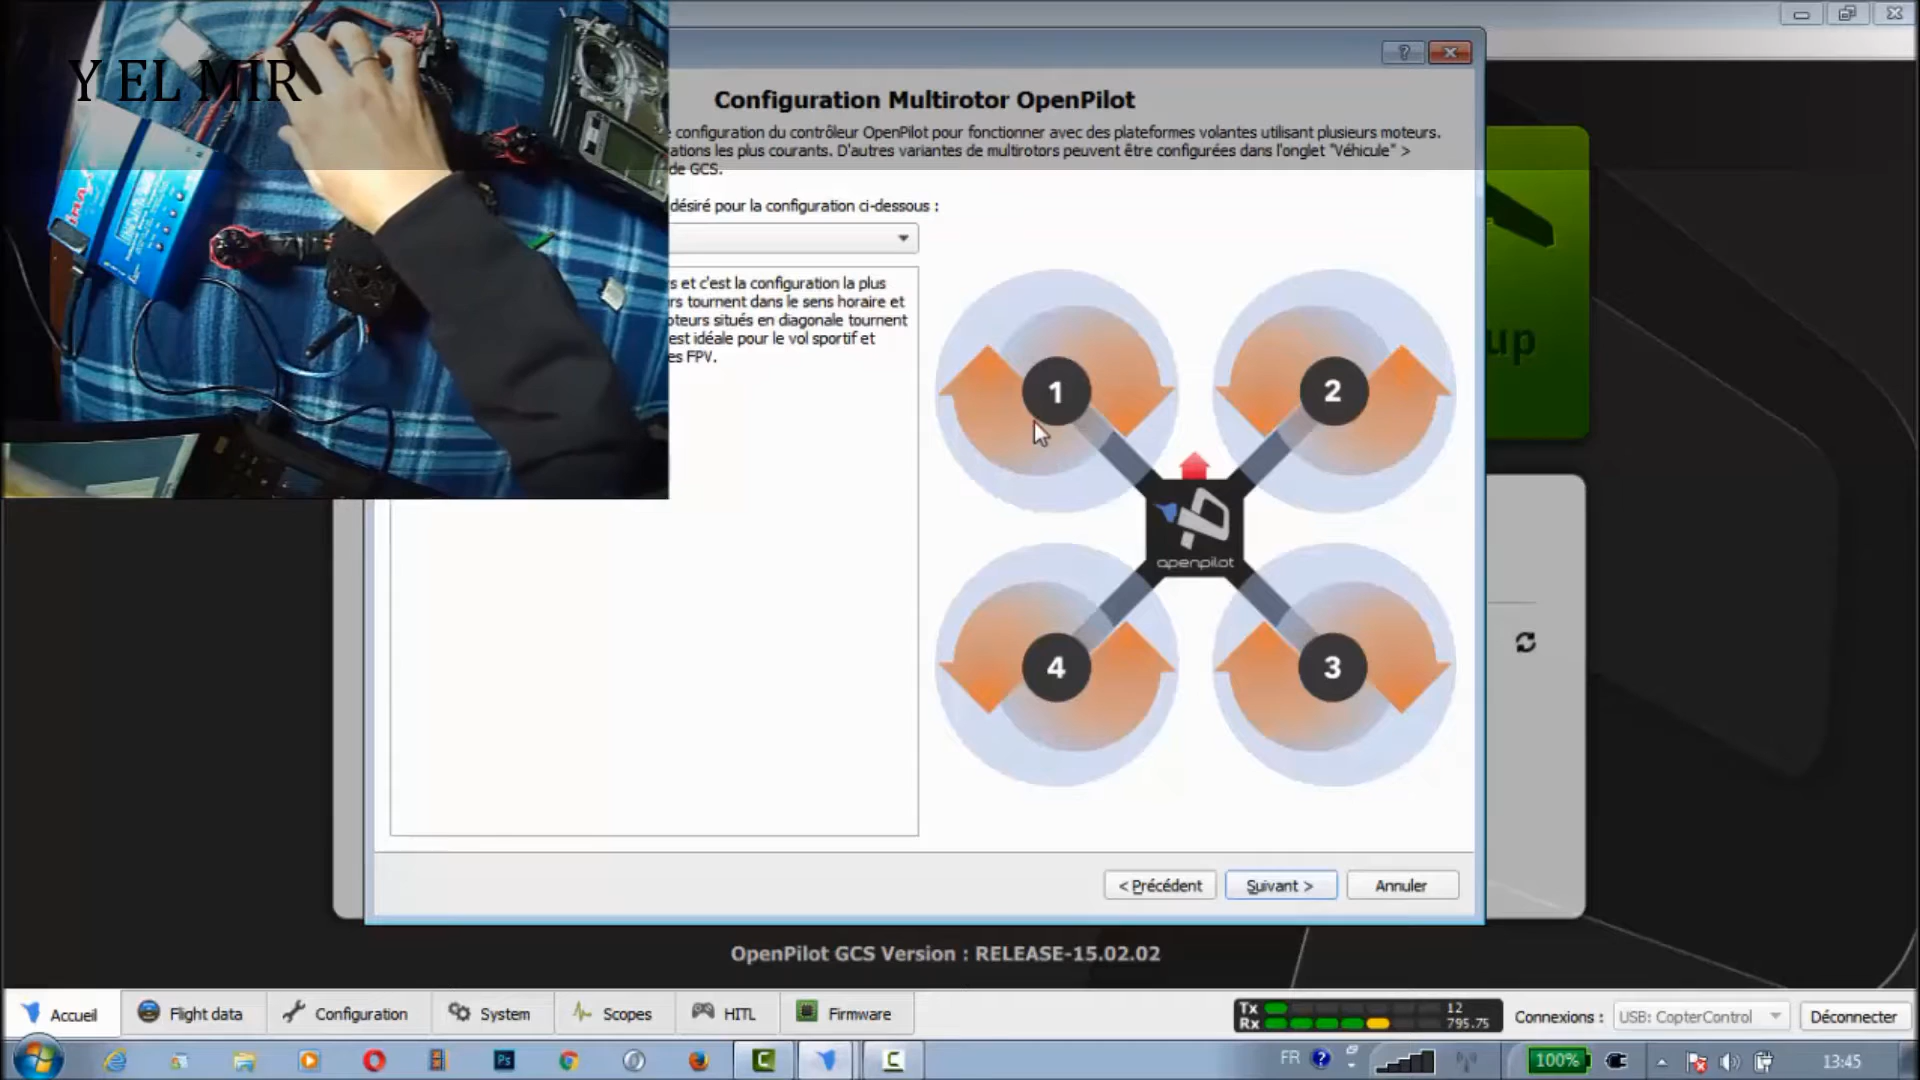 Y EL MIR
Configuration Multirotor OpenPilot
configuration du contrôleur OpenPilot pour fonctionner avec des plateformes volantes utilisant plusieurs moteurs.
ations les plus courants. D'autres variantes de multirotors peuvent être configurées dans l'onglet "Véhicule" >
de GCS.
désiré pour la configuration ci-dessous :
s et c'est la configuration la plus
rs tournent dans le sens horaire et
oteurs situés en diagonale tournent
est idéale pour le vol sportif et
es FPV.
1
2
up
openpilot
4
3
< Précédent
Suivant >
Annuler
OpenPilot GCS Version : RELEASE-15.02.02
Accueil
Flight data
Configuration
System
Scopes
HITL
Firmware
Tx
12
Rx
795.75
Connexions :
USB: CopterControl
Déconnecter
Ps
FR
100%
13:45